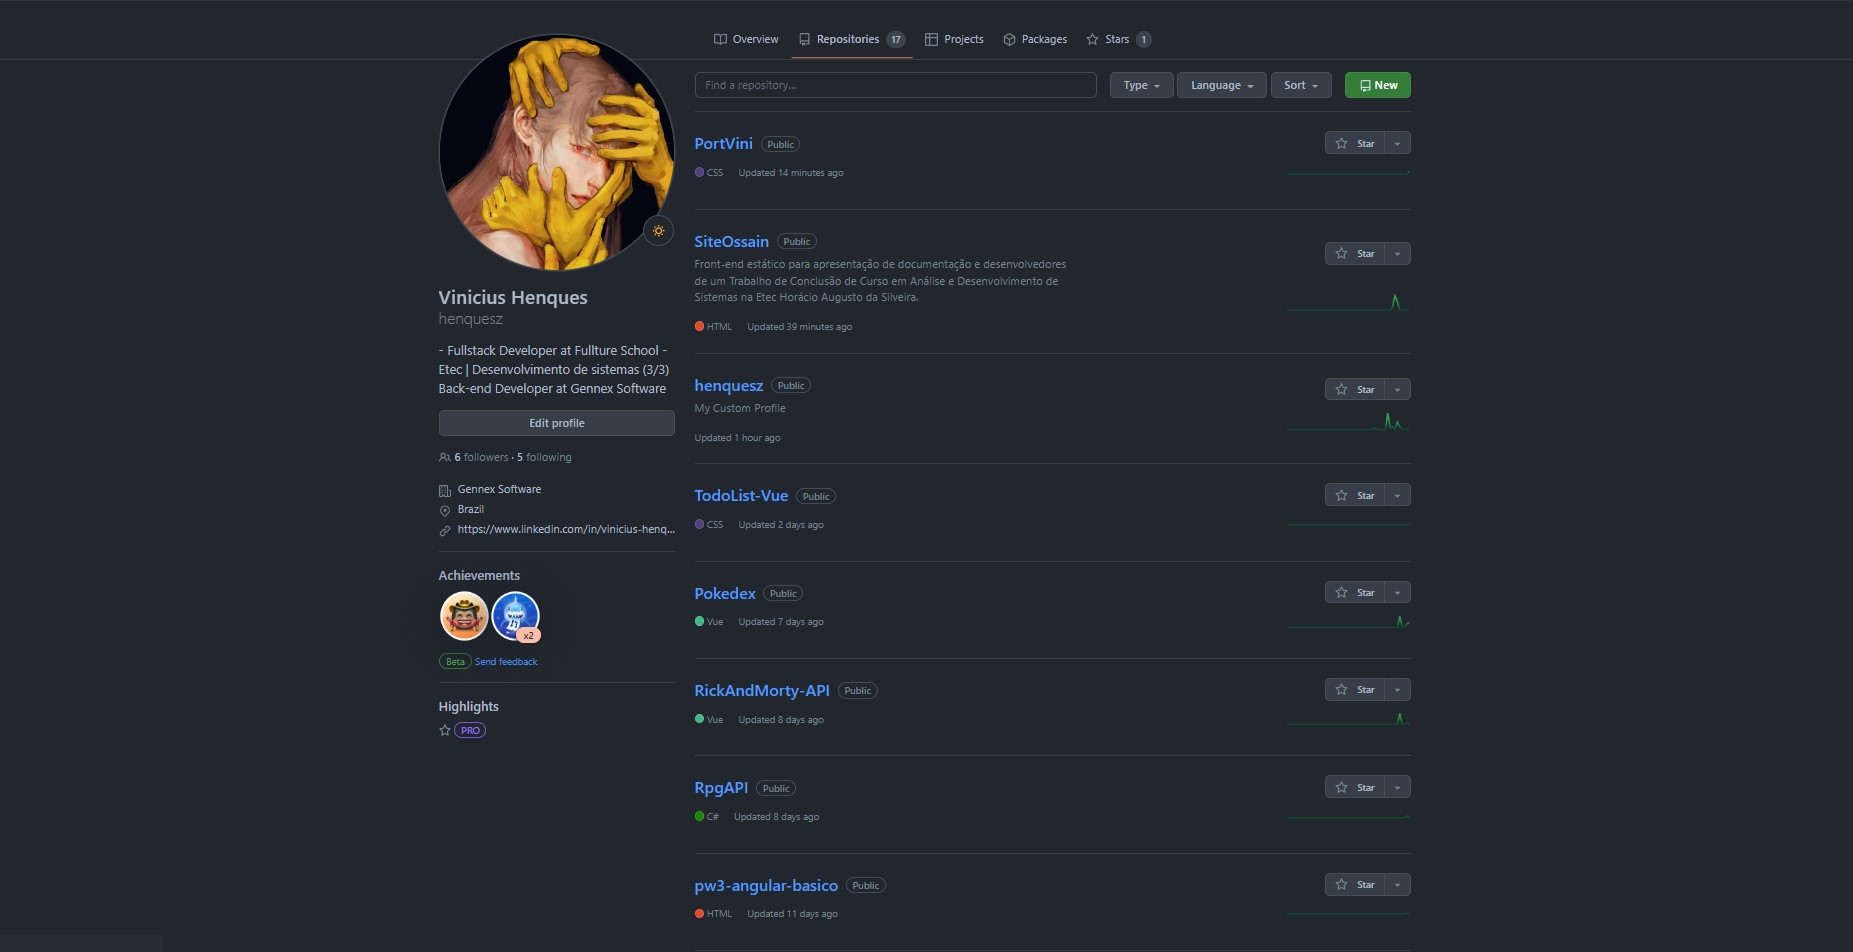 Overview
Repositories 17
Projects
Packages
Stars 1
Vinicius Henques
henquesz
- Fullstack Developer at Fullture School -
Etec | Desenvolvimento de sistemas (3/3)
Back-end Developer at Gennex Software
Edit profile
6 followers · 5 following
Gennex Software
Brazil
https://www.linkedin.com/in/vinicius-henq...
Achievements
x2
Beta Send feedback
Highlights
PRO
Find a repository...
Type
Language
Sort
New
PortVini Public
Star
CSS Updated 14 minutes ago
SiteOssain Public
Star
Front-end estático para apresentação de documentação e desenvolvedores
de um Trabalho de Conclusão de Curso em Análise e Desenvolvimento de
Sistemas na Etec Horácio Augusto da Silveira.
HTML Updated 39 minutes ago
henquesz Public
Star
My Custom Profile
Updated 1 hour ago
TodoList-Vue Public
Star
CSS Updated 2 days ago
Pokedex Public
Star
Vue Updated 7 days ago
RickAndMorty-API Public
Star
Vue Updated 8 days ago
RpgAPI Public
Star
C# Updated 8 days ago
pw3-angular-basico Public
Star
HTML Updated 11 days ago